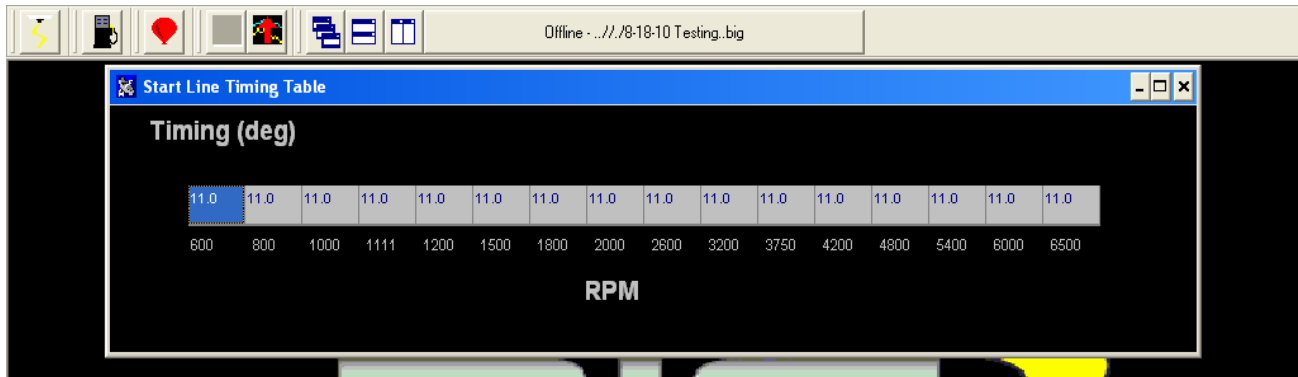 Offline - ..//./8-18-10 Testing..big
Start Line Timing Table
Timing (deg)
11.0 11.0 11.0 11.0 11.0 11.0 11.0 11.0 11.0 11.0 11.0 11.0 11.0 11.0 11.0 11.0
600 800 1000 1111 1200 1500 1800 2000 2600 3200 3750 4200 4800 5400 6000 6500
RPM